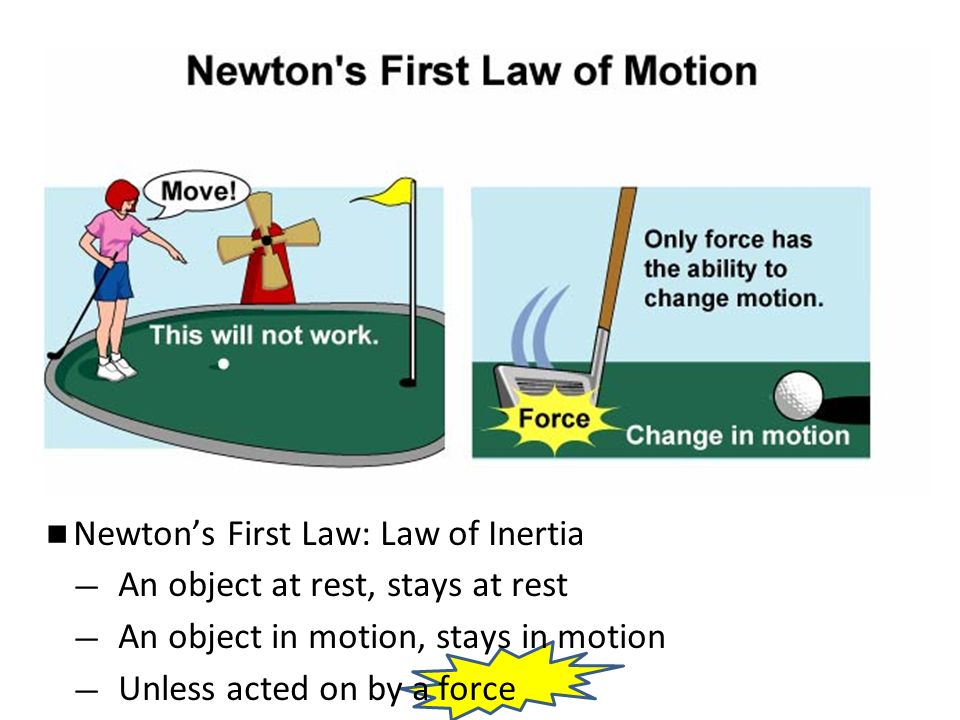 Newton's First Law of Motion
Move!
This will not work.
Only force has
the ability to
change motion.
Force
Change in motion
■ Newton’s First Law: Law of Inertia
— An object at rest, stays at rest
— An object in motion, stays in motion
— Unless acted on by a force